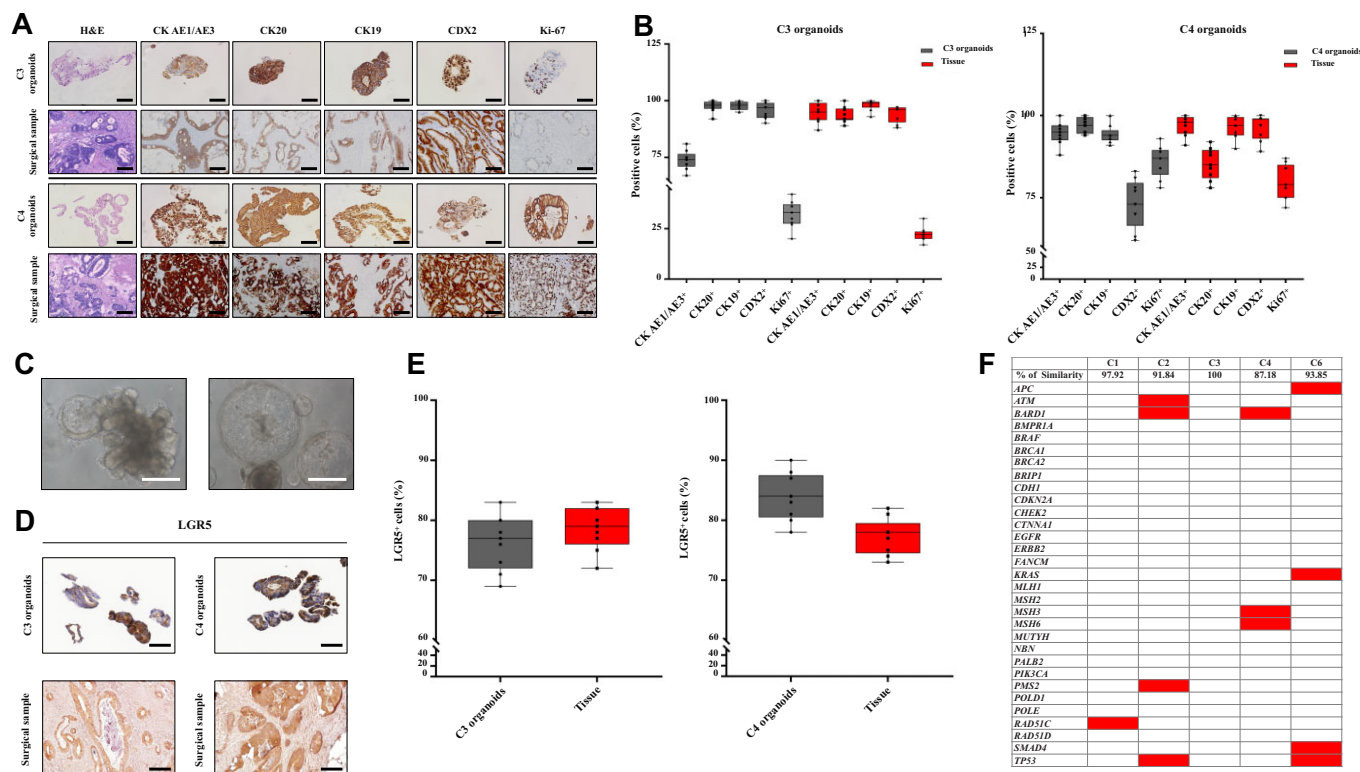 A
H&E CK AE1/AE3 CK20 CK19 CDX2 Ki-67
C3 organoids
Surgical sample
C4 organoids
Surgical sample
B
C3 organoids
C3 organoids
Tissue
Positive cells (%)
125
100
75
25
0
CK AE1/AE3+ CK20+ CK19+ CDX2+ Ki67+ CK AE1/AE3+ CK20+ CK19+ CDX2+ Ki67+
C4 organoids
C4 organoids
Tissue
Positive cells (%)
125
100
75
50
25
0
CK AE1/AE3+ CK20+ CK19+ CDX2+ Ki67+ CK AE1/AE3+ CK20+ CK19+ CDX2+ Ki67+
C
D
LGR5
C3 organoids
C4 organoids
Surgical sample
Surgical sample
E
LGR5+ cells (%)
100
90
80
70
60
40
20
0
C3 organoids Tissue
LGR5+ cells (%)
100
90
80
70
60
40
20
0
C4 organoids Tissue
F
C1 C2 C3 C4 C6
% of Similarity 97.92 91.84 100 87.18 93.85
APC
ATM
BARD1
BMPR1A
BRAF
BRCA1
BRCA2
BRIP1
CDH1
CDKN2A
CHEK2
CTNNA1
EGFR
ERBB2
FANCM
KRAS
MLH1
MSH2
MSH3
MSH6
MUTYH
NBN
PALB2
PIK3CA
PMS2
POLD1
POLE
RAD51C
RAD51D
SMAD4
TP53